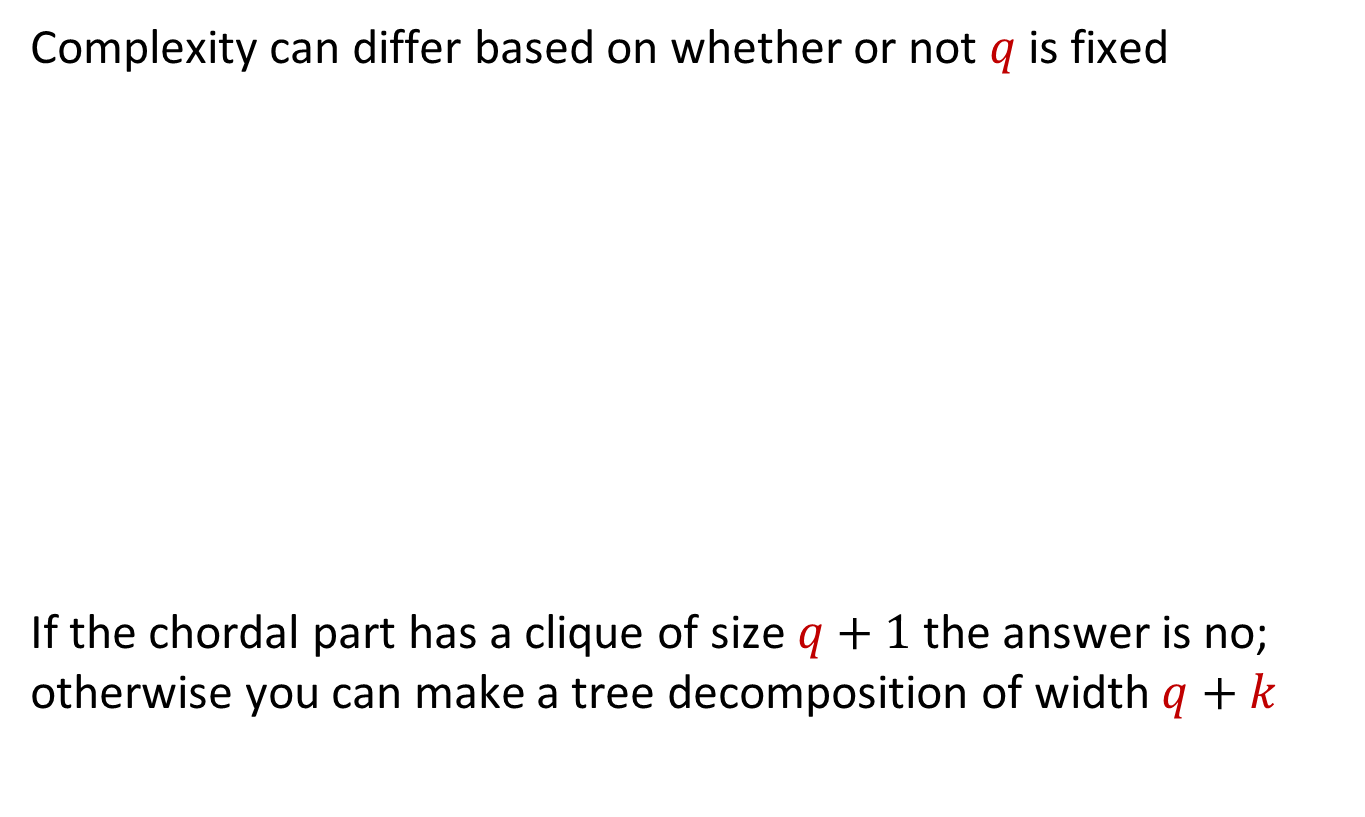 Complexity can differ based on whether or not q is fixed
If the chordal part has a clique of size q + 1 the answer is no;
otherwise you can make a tree decomposition of width q + k